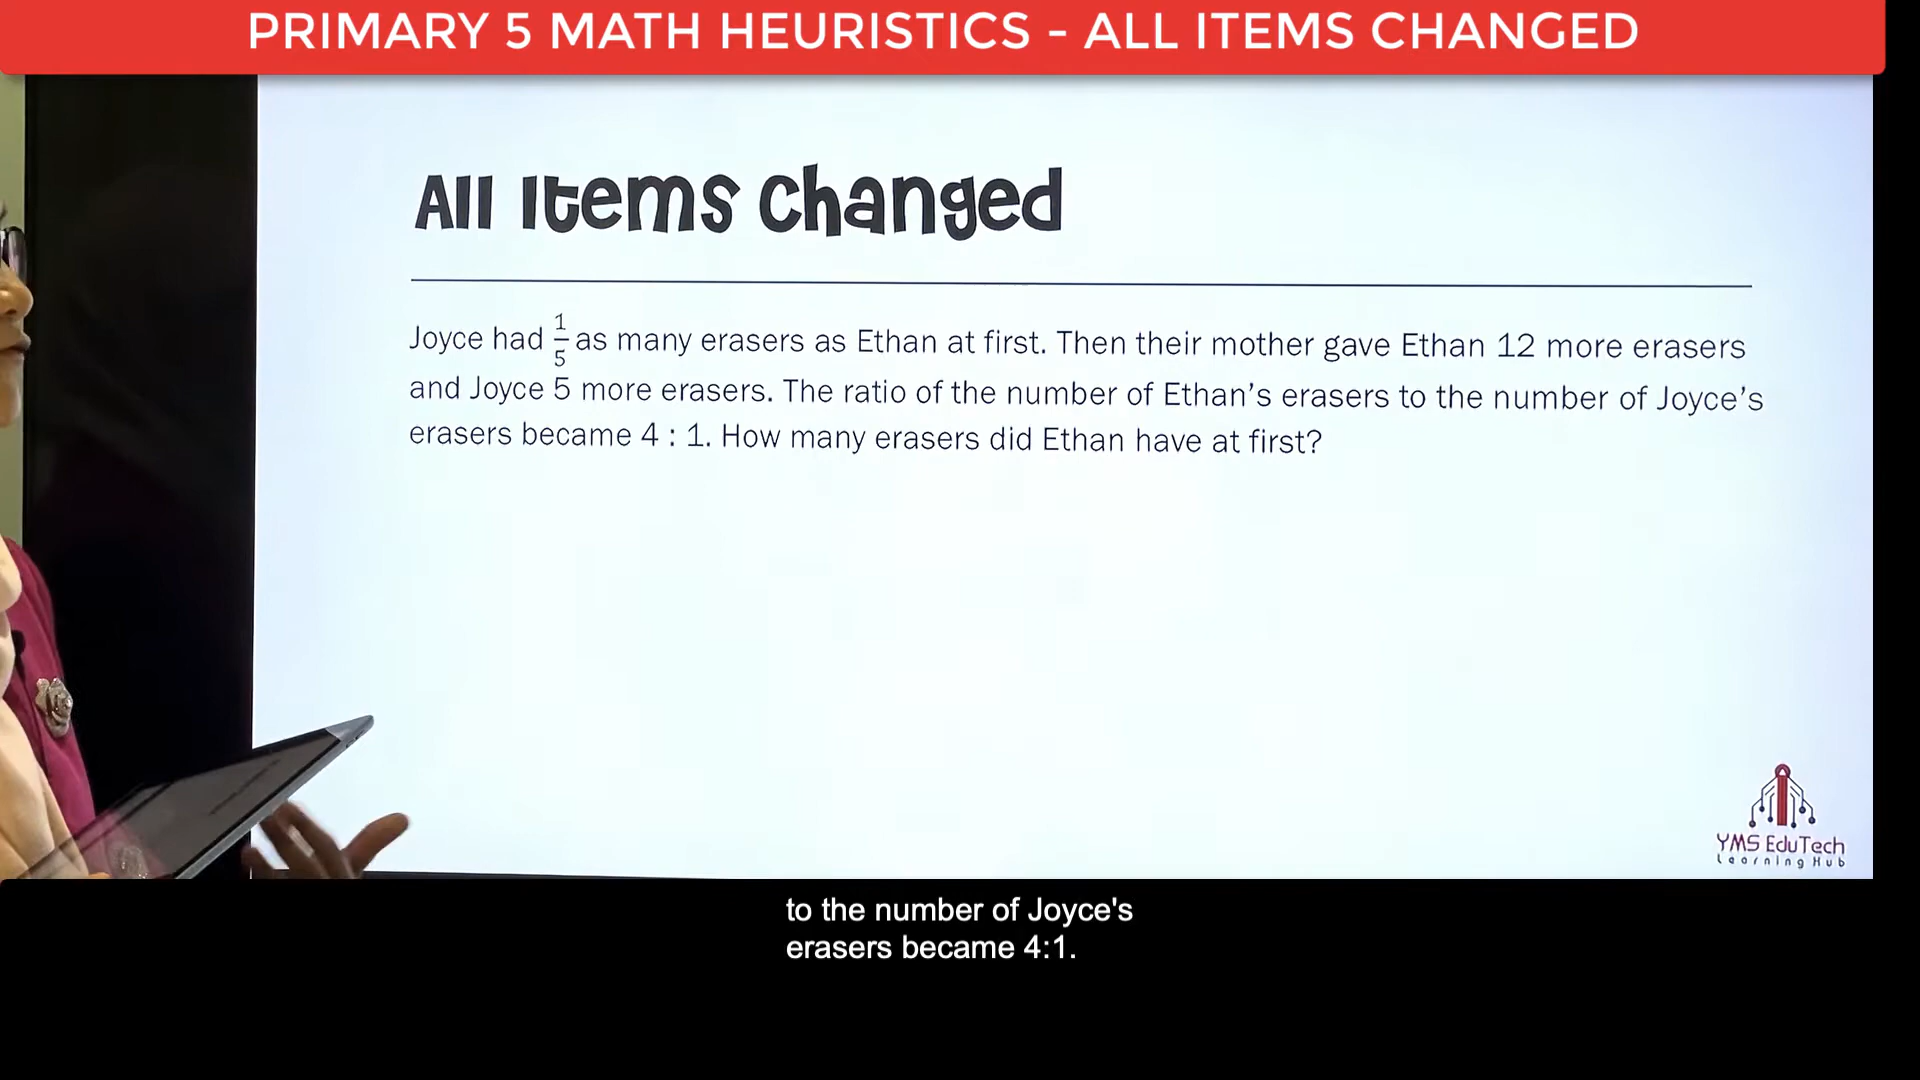 PRIMARY 5 MATH HEURISTICS - ALL ITEMS CHANGED
All Items Changed
Joyce had 1/5 as many erasers as Ethan at first. Then their mother gave Ethan 12 more erasers
and Joyce 5 more erasers. The ratio of the number of Ethan’s erasers to the number of Joyce’s
erasers became 4 : 1. How many erasers did Ethan have at first?
YMS EduTech
Learning Hub
to the number of Joyce's
erasers became 4:1.